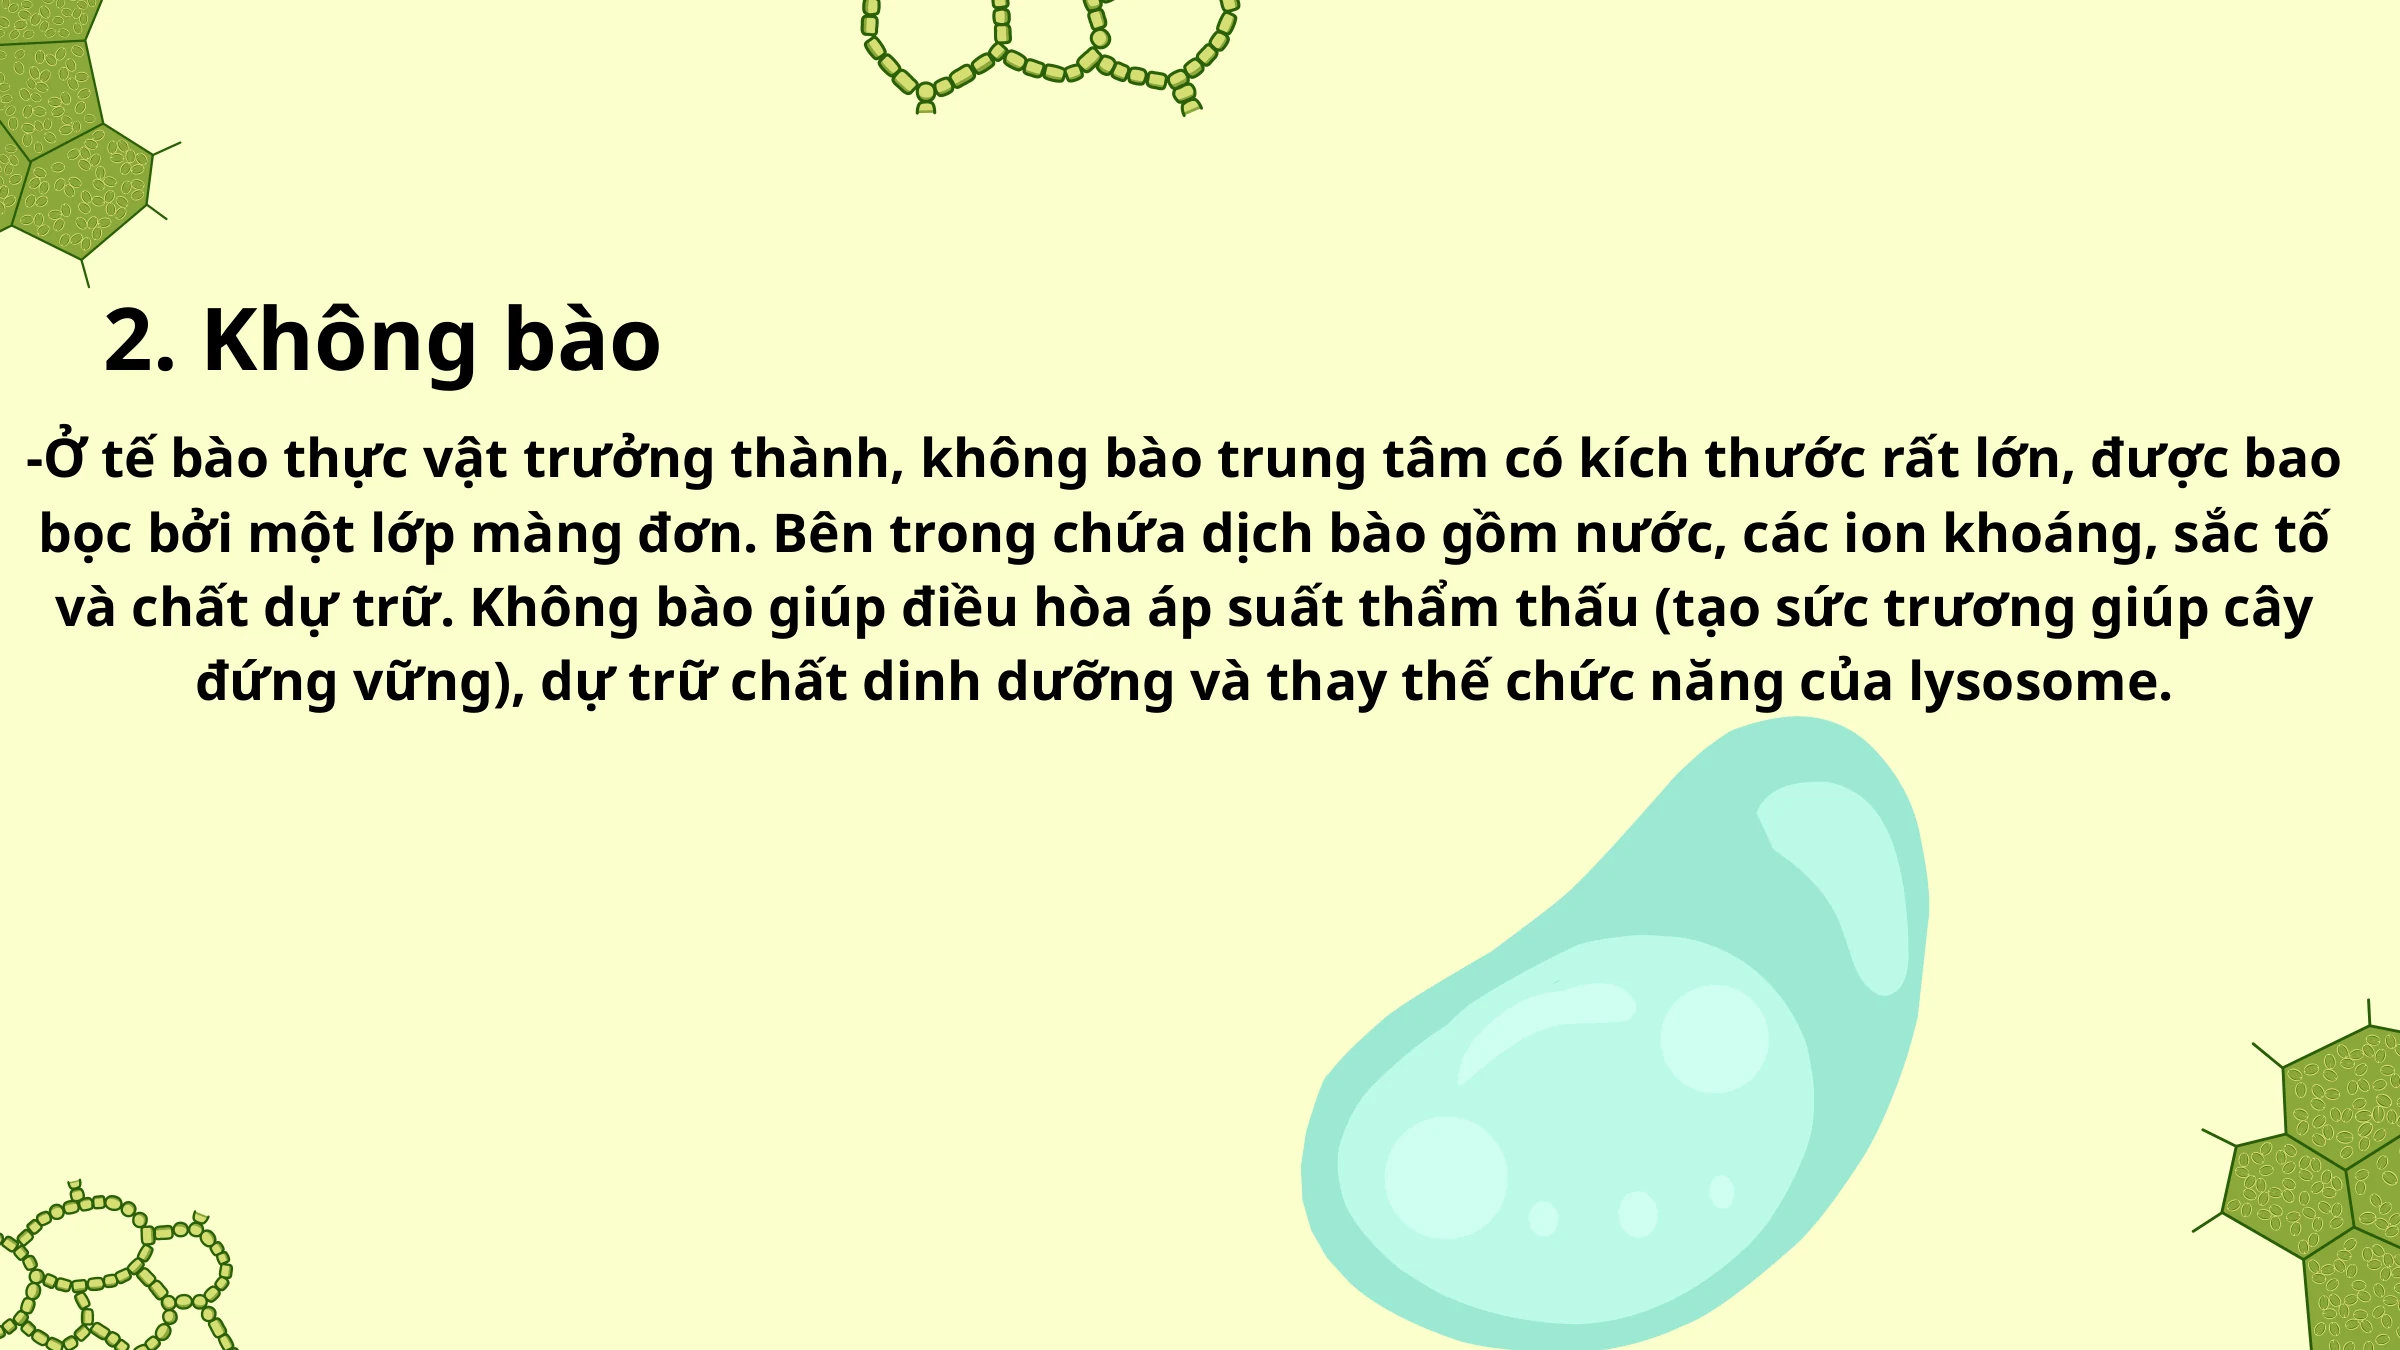 2. Không bào
-Ở tế bào thực vật trưởng thành, không bào trung tâm có kích thước rất lớn, được bao
bọc bởi một lớp màng đơn. Bên trong chứa dịch bào gồm nước, các ion khoáng, sắc tố
và chất dự trữ. Không bào giúp điều hòa áp suất thẩm thấu (tạo sức trương giúp cây
đứng vững), dự trữ chất dinh dưỡng và thay thế chức năng của lysosome.